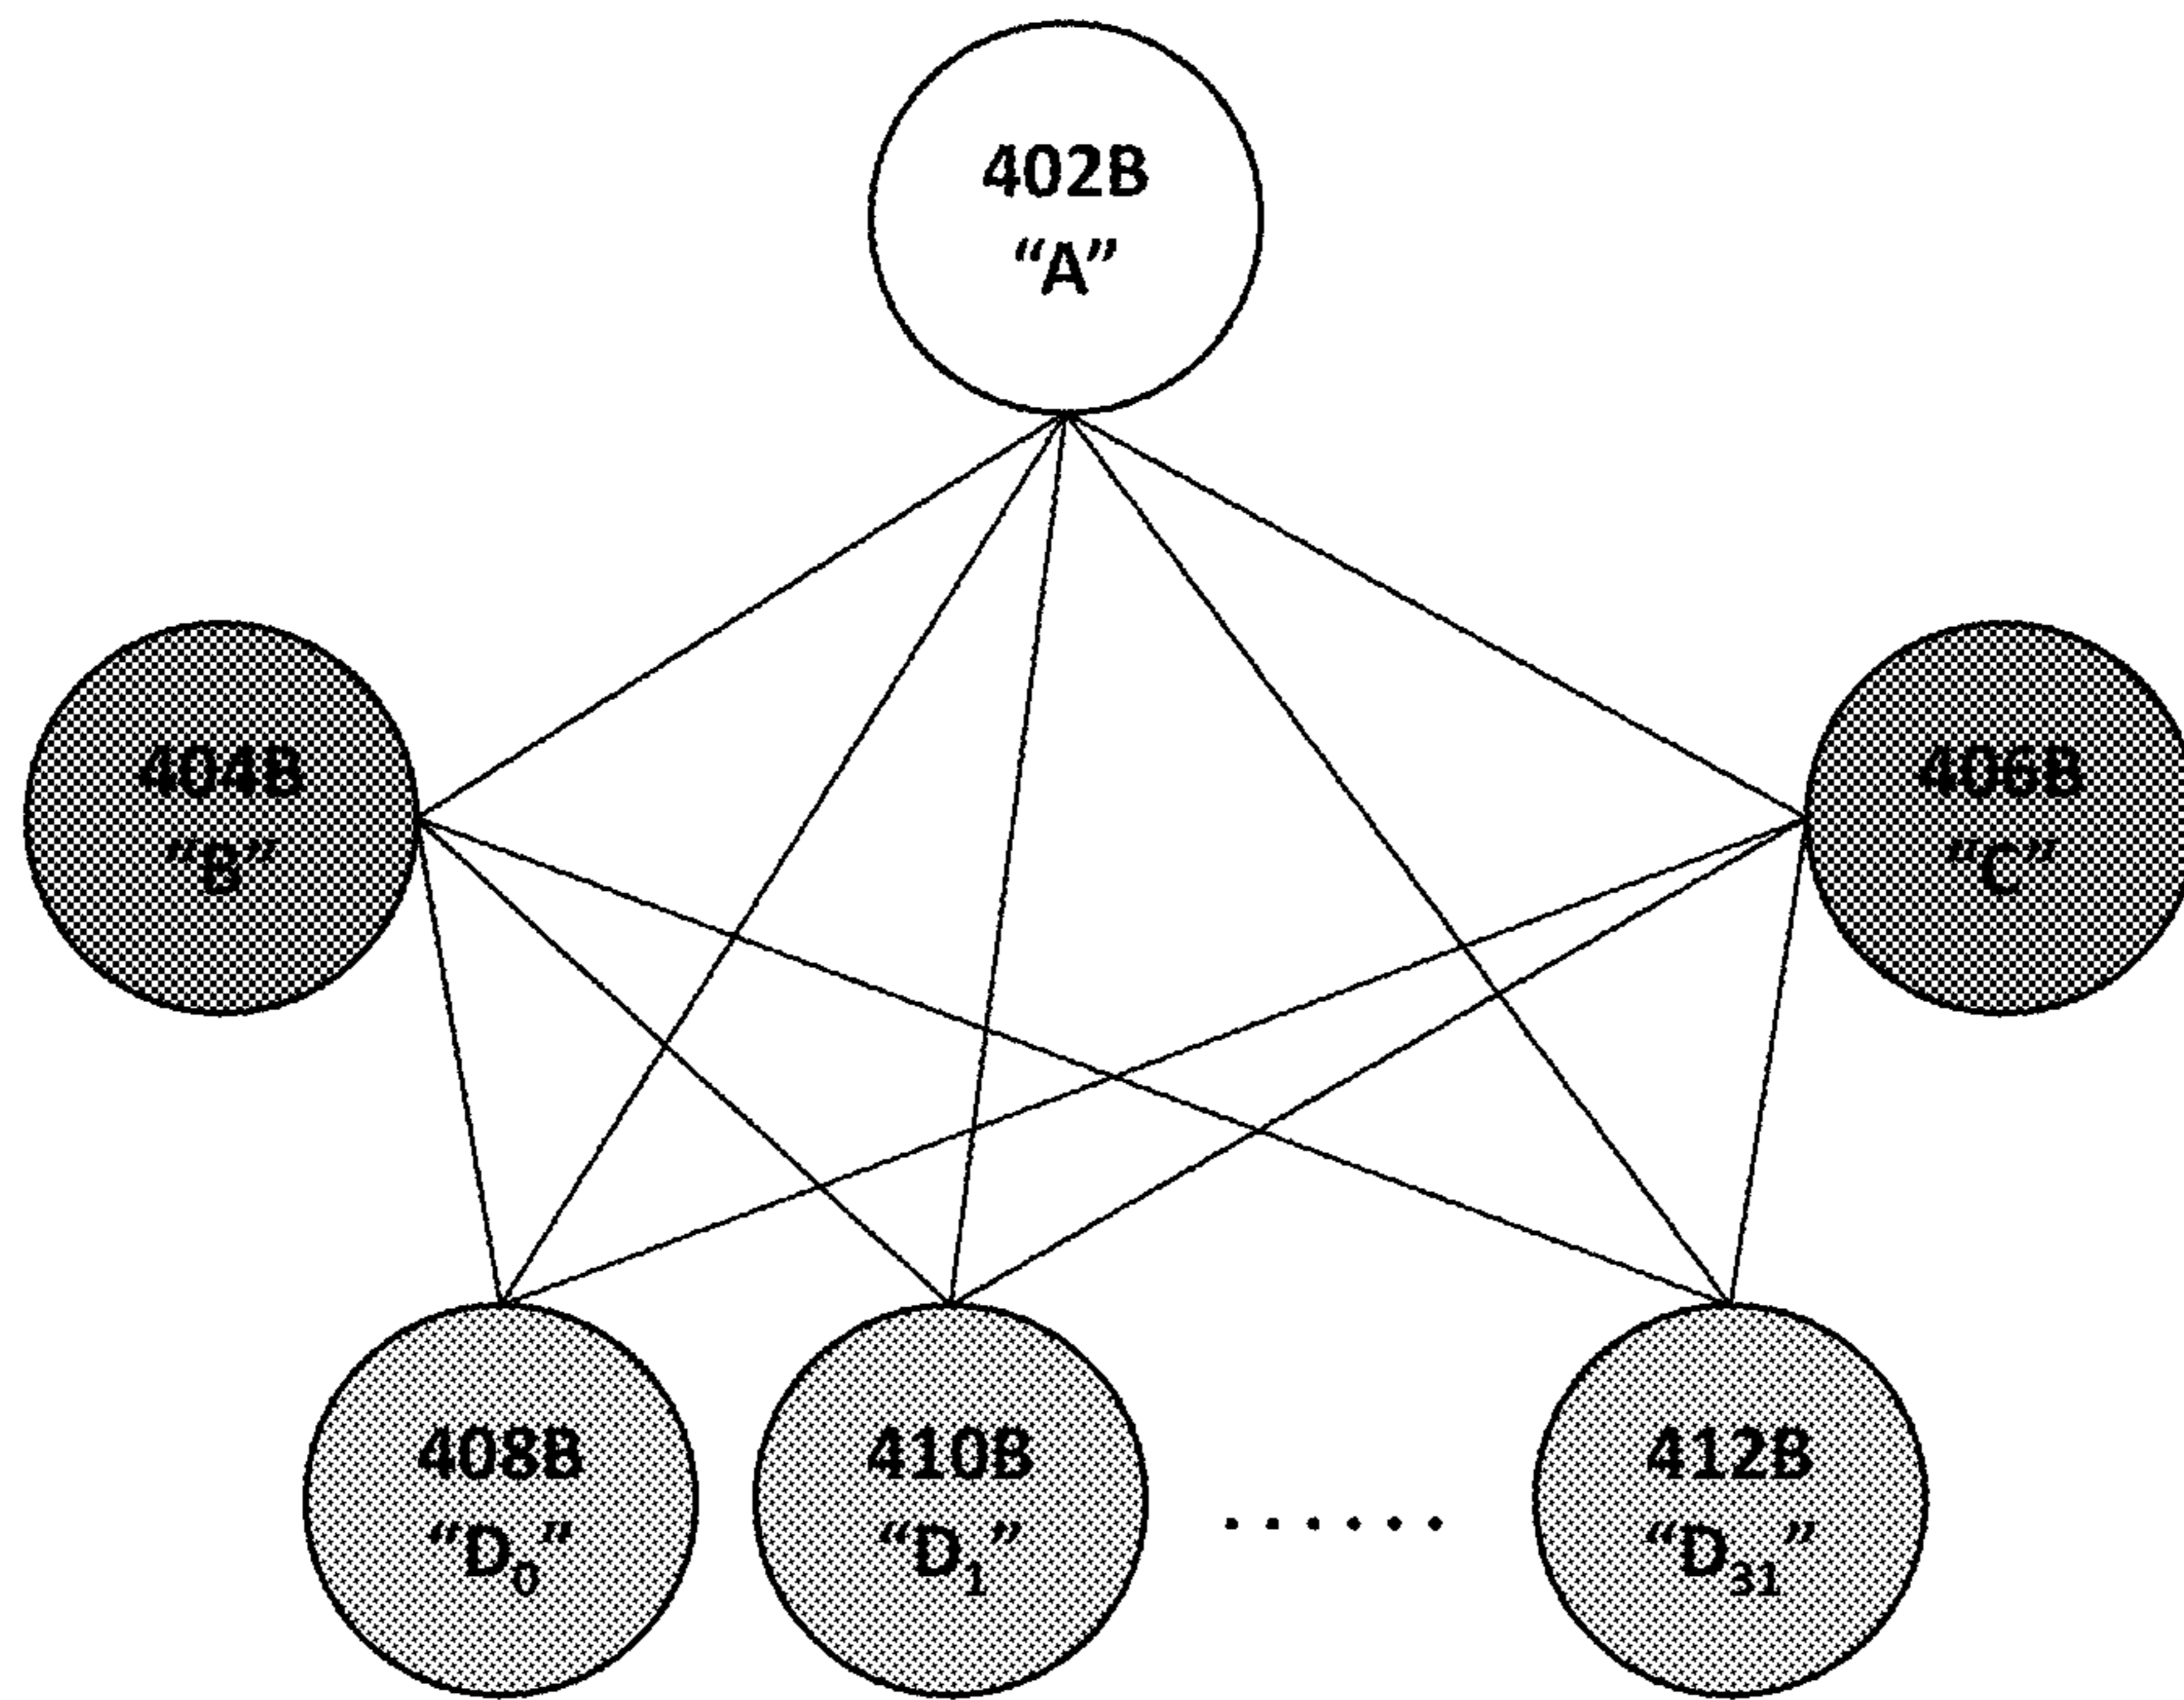 402B
“A”
404B
“B”
406B
“C”
408B
“D₀”
410B
“D₁”
......
412B
“D₃₁”